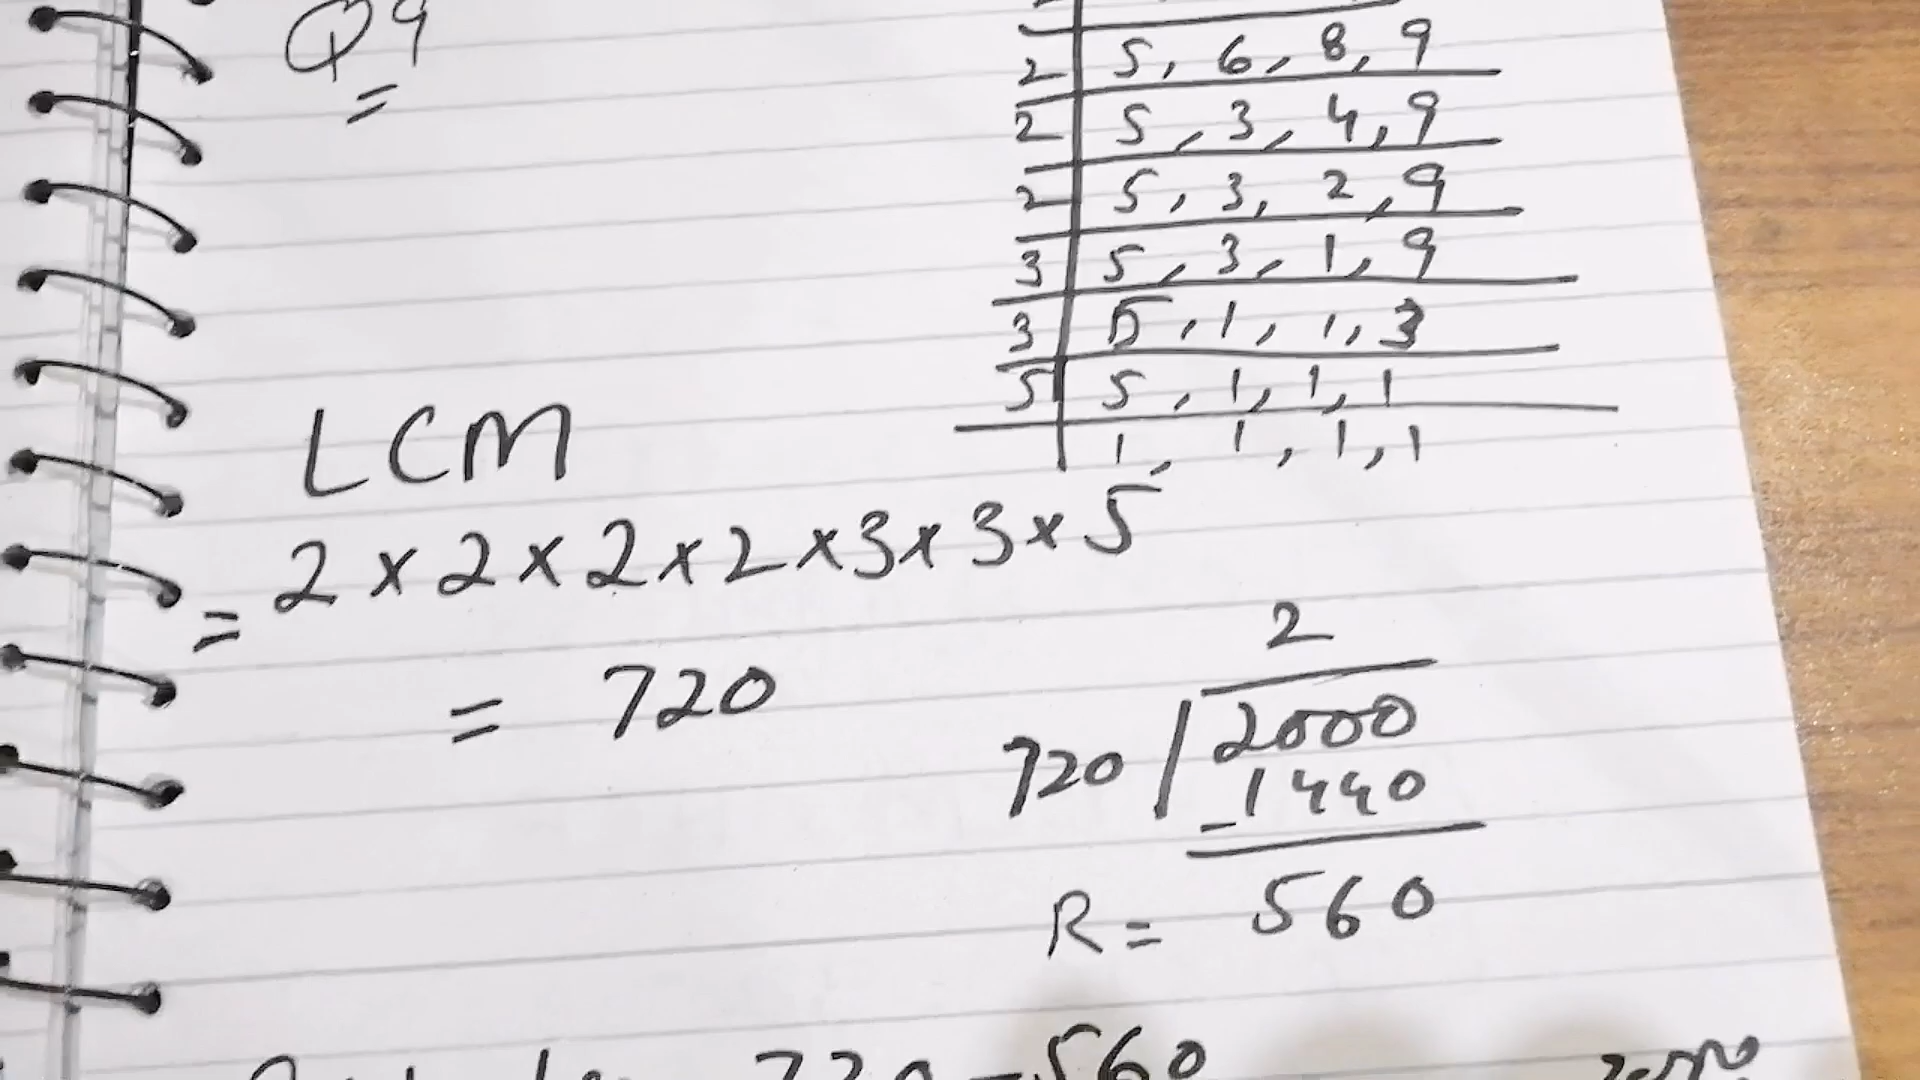 Q9
=
2 | 5, 6, 8, 9
2 | 5, 3, 4, 9
2 | 5, 3, 2, 9
3 | 5, 3, 1, 9
3 | 5, 1, 1, 3
5 | 5, 1, 1, 1
| 1, 1, 1, 1
LCM
= 2 × 2 × 2 × 2 × 3 × 3 × 5
= 720
2
720 | 2000
- 1440
R = 560
720 - 560